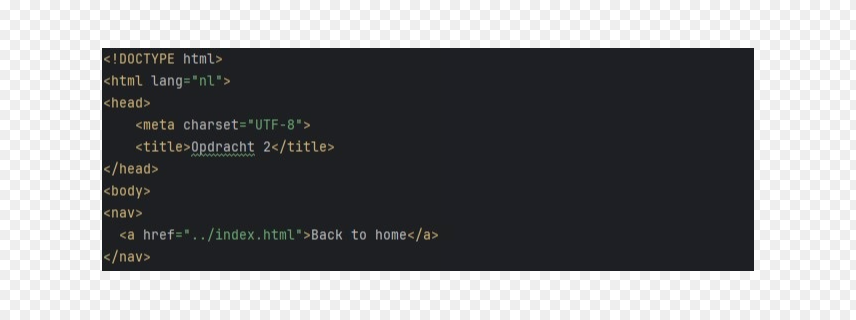 <!DOCTYPE html>
<html lang="nl">
<head>
    <meta charset="UTF-8">
    <title>Opdracht 2</title>
</head>
<body>
<nav>
  <a href="../index.html">Back to home</a>
</nav>